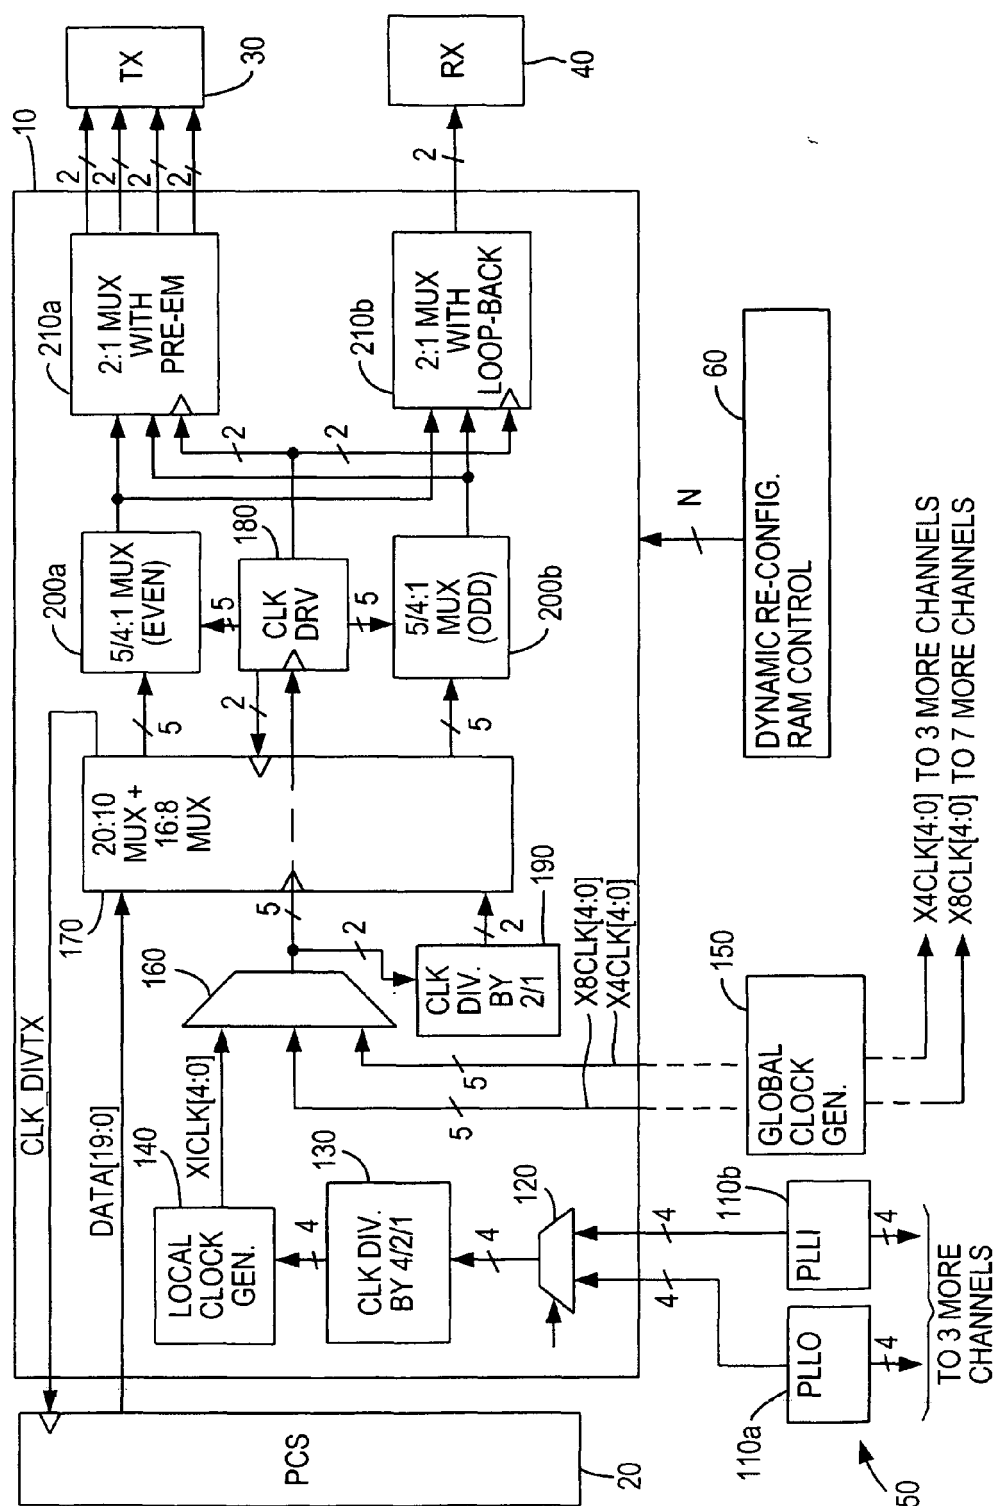 CLK_DIVTX
DATA[19:0]
PCS
20
10
TX
30
RX
40
2
2
2
2
2
210a
2:1 MUX
WITH
PRE-EM
210b
2:1 MUX
WITH
LOOP-BACK
2
2
200a
5/4:1 MUX
(EVEN)
180
CLK
DRV
5
5
2
200b
5/4:1
MUX
(ODD)
5
5
170
20:10
MUX +
16:8
MUX
5
2
2
190
CLK
DIV.
BY
2/1
160
XICLK[4:0]
140
LOCAL
CLOCK
GEN.
4
130
CLK DIV.
BY 4/2/1
4
120
4
4
5
5
X8CLK[4:0]
X4CLK[4:0]
150
GLOBAL
CLOCK
GEN.
X4CLK[4:0] TO 3 MORE CHANNELS
X8CLK[4:0] TO 7 MORE CHANNELS
60
N
DYNAMIC RE-CONFIG.
RAM CONTROL
110a
PLLO
4
110b
PLLI
4
TO 3 MORE
CHANNELS
50